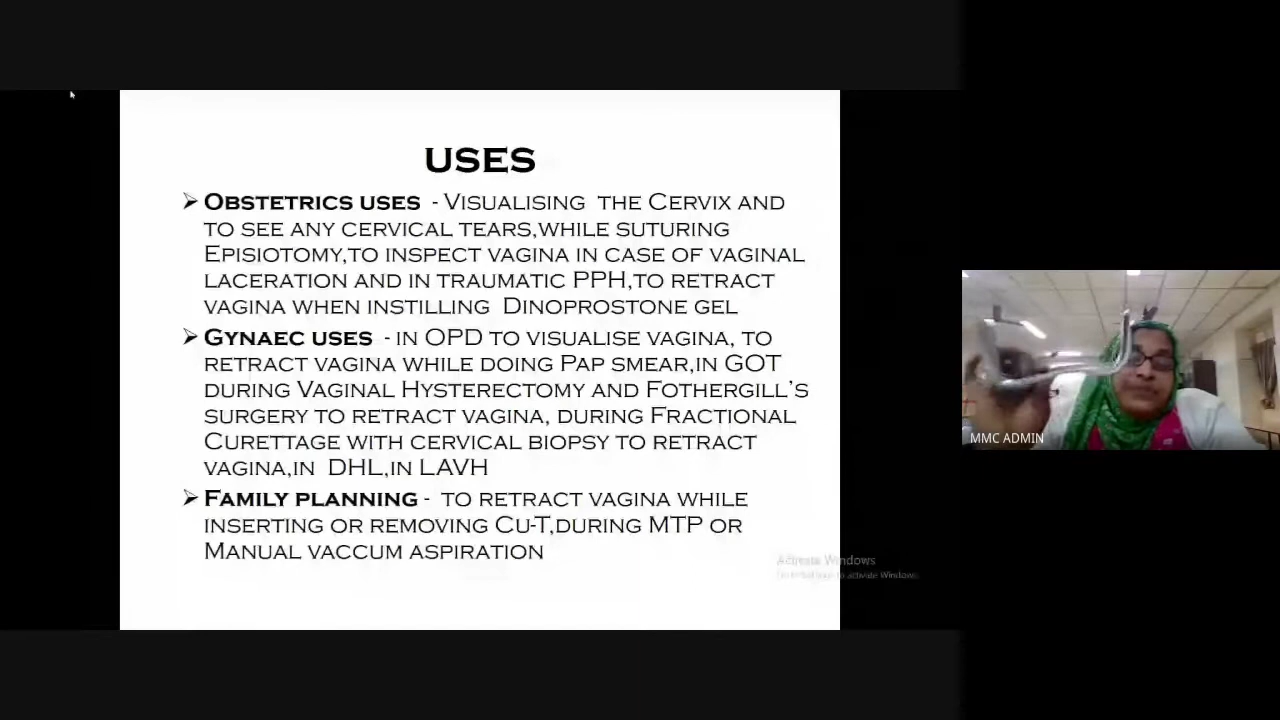 USES
➢ OBSTETRICS USES - VISUALISING THE CERVIX AND
TO SEE ANY CERVICAL TEARS,WHILE SUTURING
EPISIOTOMY,TO INSPECT VAGINA IN CASE OF VAGINAL
LACERATION AND IN TRAUMATIC PPH,TO RETRACT
VAGINA WHEN INSTILLING DINOPROSTONE GEL
➢ GYNAEC USES - IN OPD TO VISUALISE VAGINA, TO
RETRACT VAGINA WHILE DOING PAP SMEAR,IN GOT
DURING VAGINAL HYSTERECTOMY AND FOTHERGILL'S
SURGERY TO RETRACT VAGINA, DURING FRACTIONAL
CURETTAGE WITH CERVICAL BIOPSY TO RETRACT
VAGINA,IN DHL,IN LAVH
➢ FAMILY PLANNING - TO RETRACT VAGINA WHILE
INSERTING OR REMOVING CU-T,DURING MTP OR
MANUAL VACCUM ASPIRATION
Activate Windows
to activate Windows.
MMC ADMIN